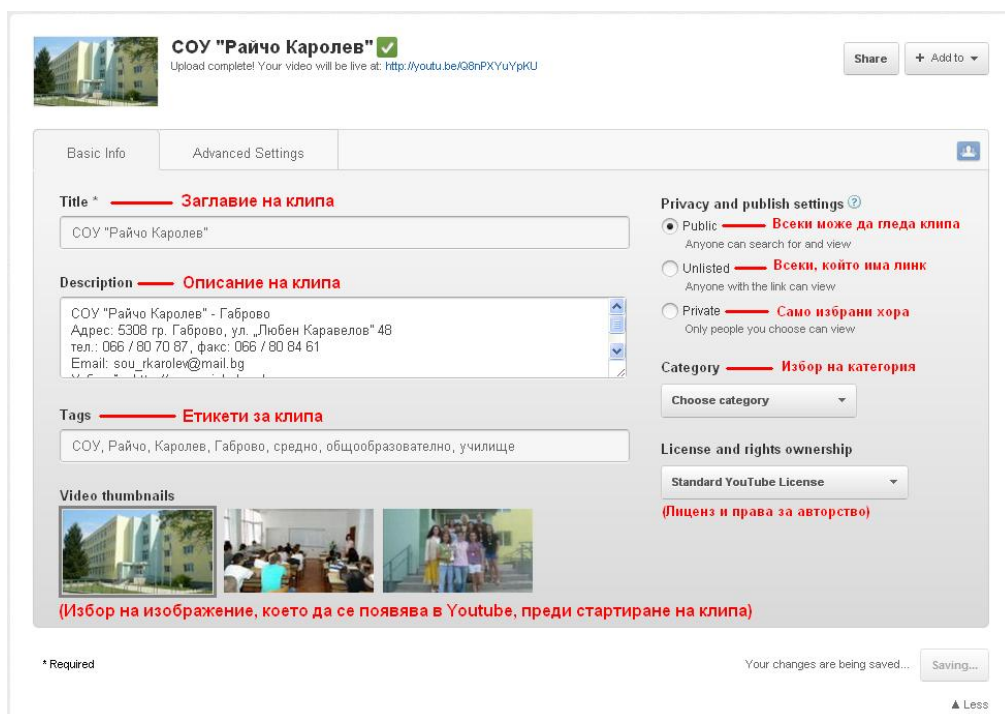 СОУ "Райчо Каролев"
Upload complete! Your video will be live at: http://youtu.be/Q8nPXYuYpKU
Share
+ Add to
Basic Info
Advanced Settings
Title * Заглавие на клипа
СОУ "Райчо Каролев"
Description Описание на клипа
СОУ "Райчо Каролев" - Габрово
Адрес: 5308 гр. Габрово, ул. „Любен Каравелов" 48
тел.: 066 / 80 70 87, факс: 066 / 80 84 61
Email: sou_rkarolev@mail.bg
Tags Етикети за клипа
СОУ, Райчо, Каролев, Габрово, средно, общообразователно, училище
Video thumbnails
(Избор на изображение, което да се появява в Youtube, преди стартиране на клипа)
Privacy and publish settings ?
Public Всеки може да гледа клипа
Anyone can search for and view
Unlisted Всеки, който има линк
Anyone with the link can view
Private Само избрани хора
Only people you choose can view
Category Избор на категория
Choose category
License and rights ownership
Standard YouTube License
(Лиценз и права за авторство)
* Required
Your changes are being saved...
Saving...
Less